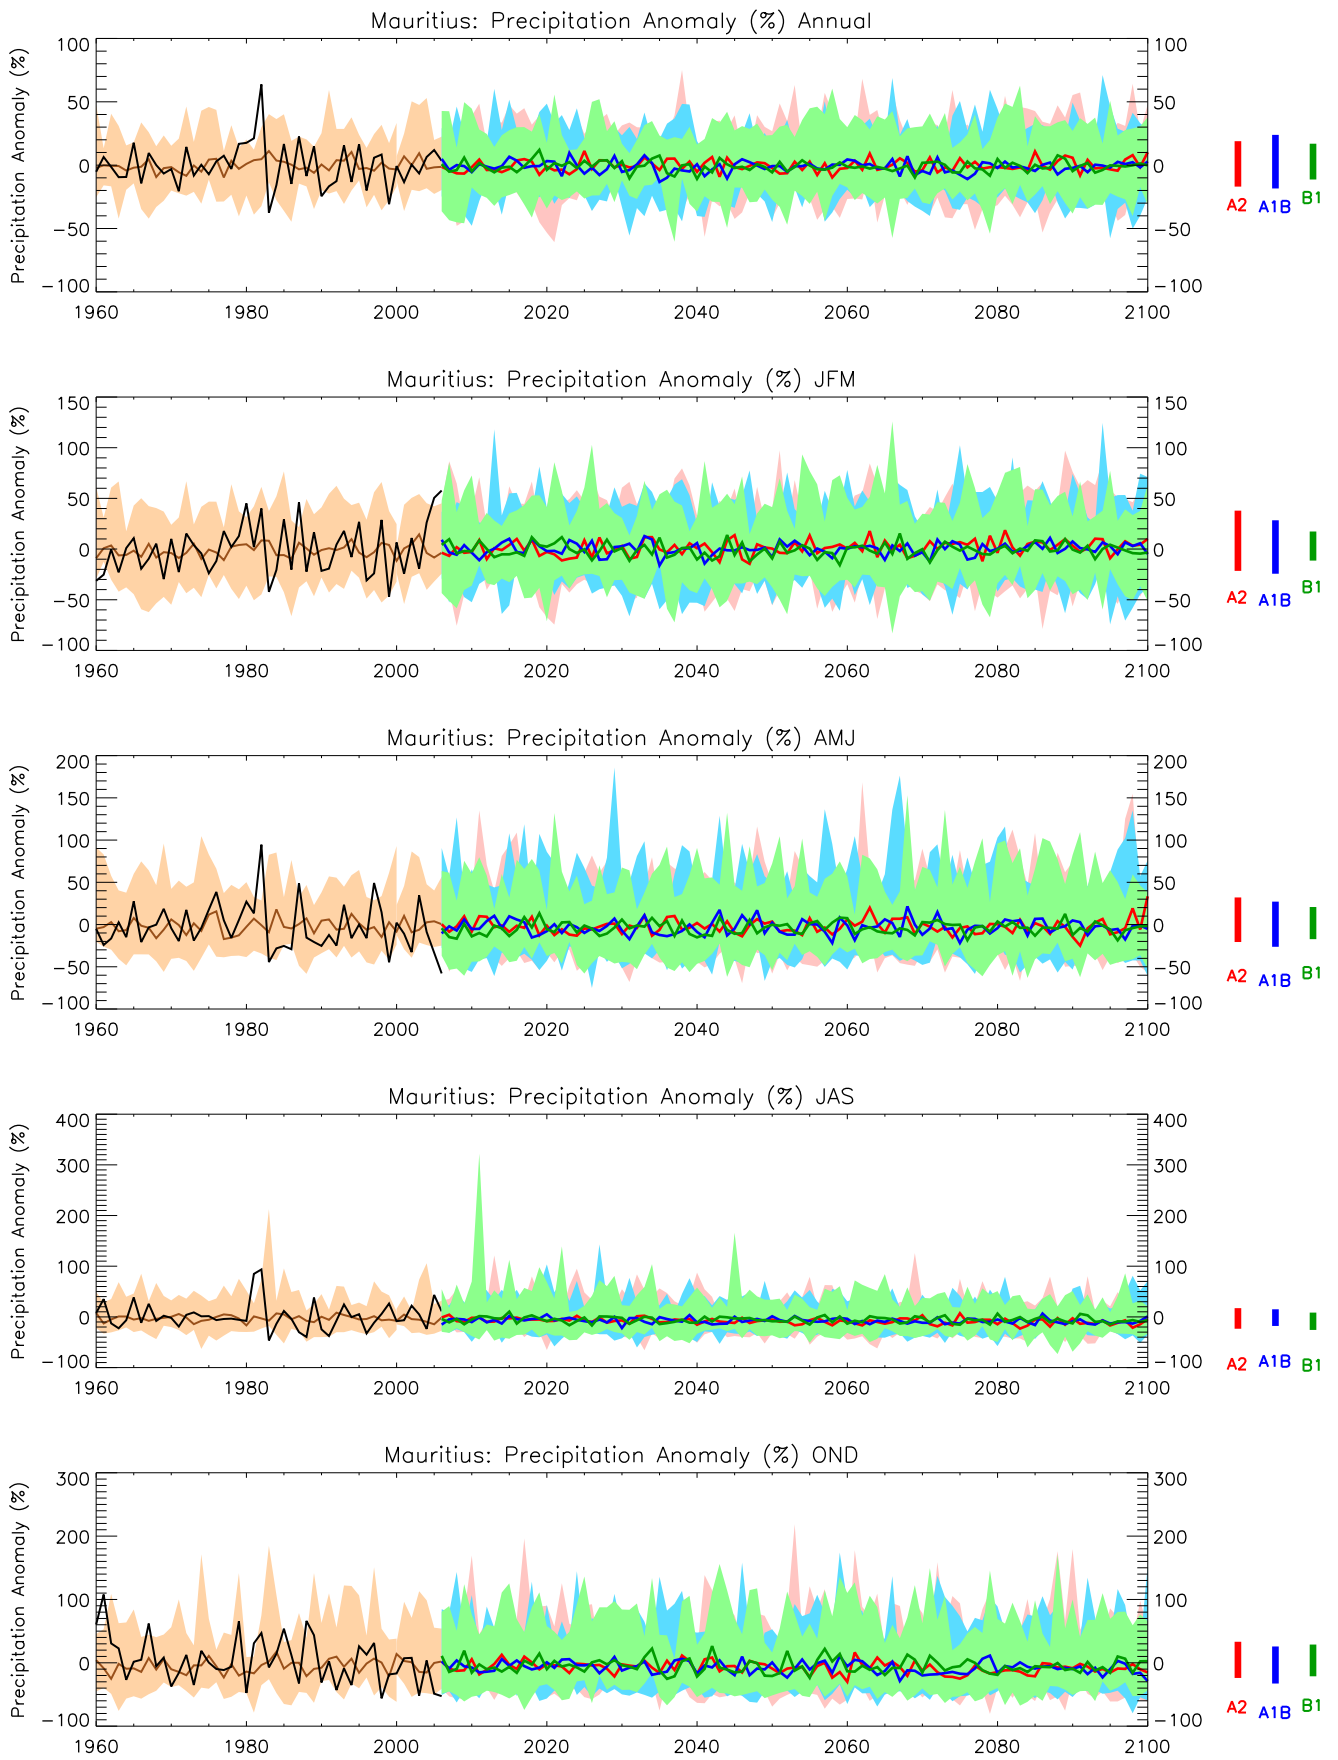 Mauritius: Precipitation Anomaly (%) Annual
Precipitation Anomaly (%)
100 50 0 −50 −100
100 50 0 −50 −100
1960 1980 2000 2020 2040 2060 2080 2100
A2 A1B B1
Mauritius: Precipitation Anomaly (%) JFM
Precipitation Anomaly (%)
150 100 50 0 −50 −100
150 100 50 0 −50 −100
1960 1980 2000 2020 2040 2060 2080 2100
A2 A1B B1
Mauritius: Precipitation Anomaly (%) AMJ
Precipitation Anomaly (%)
200 150 100 50 0 −50 −100
200 150 100 50 0 −50 −100
1960 1980 2000 2020 2040 2060 2080 2100
A2 A1B B1
Mauritius: Precipitation Anomaly (%) JAS
Precipitation Anomaly (%)
400 300 200 100 0 −100
400 300 200 100 0 −100
1960 1980 2000 2020 2040 2060 2080 2100
A2 A1B B1
Mauritius: Precipitation Anomaly (%) OND
Precipitation Anomaly (%)
300 200 100 0 −100
300 200 100 0 −100
1960 1980 2000 2020 2040 2060 2080 2100
A2 A1B B1